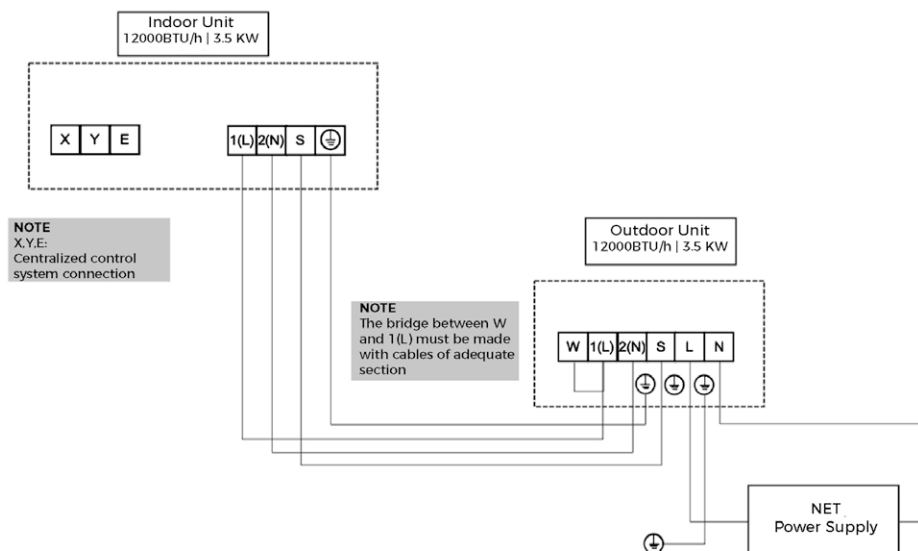 Indoor Unit
12000BTU/h | 3.5 KW
X Y E
1(L) 2(N) S
NOTE
X,Y,E:
Centralized control
system connection
Outdoor Unit
12000BTU/h | 3.5 KW
NOTE
The bridge between W
and 1(L) must be made
with cables of adequate
section
W 1(L) 2(N) S L N
NET
Power Supply